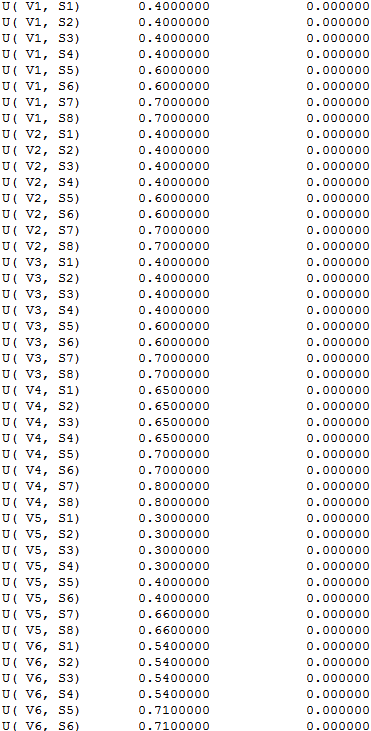 U( V1, S1) 0.4000000 0.000000
U( V1, S2) 0.4000000 0.000000
U( V1, S3) 0.4000000 0.000000
U( V1, S4) 0.4000000 0.000000
U( V1, S5) 0.6000000 0.000000
U( V1, S6) 0.6000000 0.000000
U( V1, S7) 0.7000000 0.000000
U( V1, S8) 0.7000000 0.000000
U( V2, S1) 0.4000000 0.000000
U( V2, S2) 0.4000000 0.000000
U( V2, S3) 0.4000000 0.000000
U( V2, S4) 0.4000000 0.000000
U( V2, S5) 0.6000000 0.000000
U( V2, S6) 0.6000000 0.000000
U( V2, S7) 0.7000000 0.000000
U( V2, S8) 0.7000000 0.000000
U( V3, S1) 0.4000000 0.000000
U( V3, S2) 0.4000000 0.000000
U( V3, S3) 0.4000000 0.000000
U( V3, S4) 0.4000000 0.000000
U( V3, S5) 0.6000000 0.000000
U( V3, S6) 0.6000000 0.000000
U( V3, S7) 0.7000000 0.000000
U( V3, S8) 0.7000000 0.000000
U( V4, S1) 0.6500000 0.000000
U( V4, S2) 0.6500000 0.000000
U( V4, S3) 0.6500000 0.000000
U( V4, S4) 0.6500000 0.000000
U( V4, S5) 0.7000000 0.000000
U( V4, S6) 0.7000000 0.000000
U( V4, S7) 0.8000000 0.000000
U( V4, S8) 0.8000000 0.000000
U( V5, S1) 0.3000000 0.000000
U( V5, S2) 0.3000000 0.000000
U( V5, S3) 0.3000000 0.000000
U( V5, S4) 0.3000000 0.000000
U( V5, S5) 0.4000000 0.000000
U( V5, S6) 0.4000000 0.000000
U( V5, S7) 0.6600000 0.000000
U( V5, S8) 0.6600000 0.000000
U( V6, S1) 0.5400000 0.000000
U( V6, S2) 0.5400000 0.000000
U( V6, S3) 0.5400000 0.000000
U( V6, S4) 0.5400000 0.000000
U( V6, S5) 0.7100000 0.000000
U( V6, S6) 0.7100000 0.000000